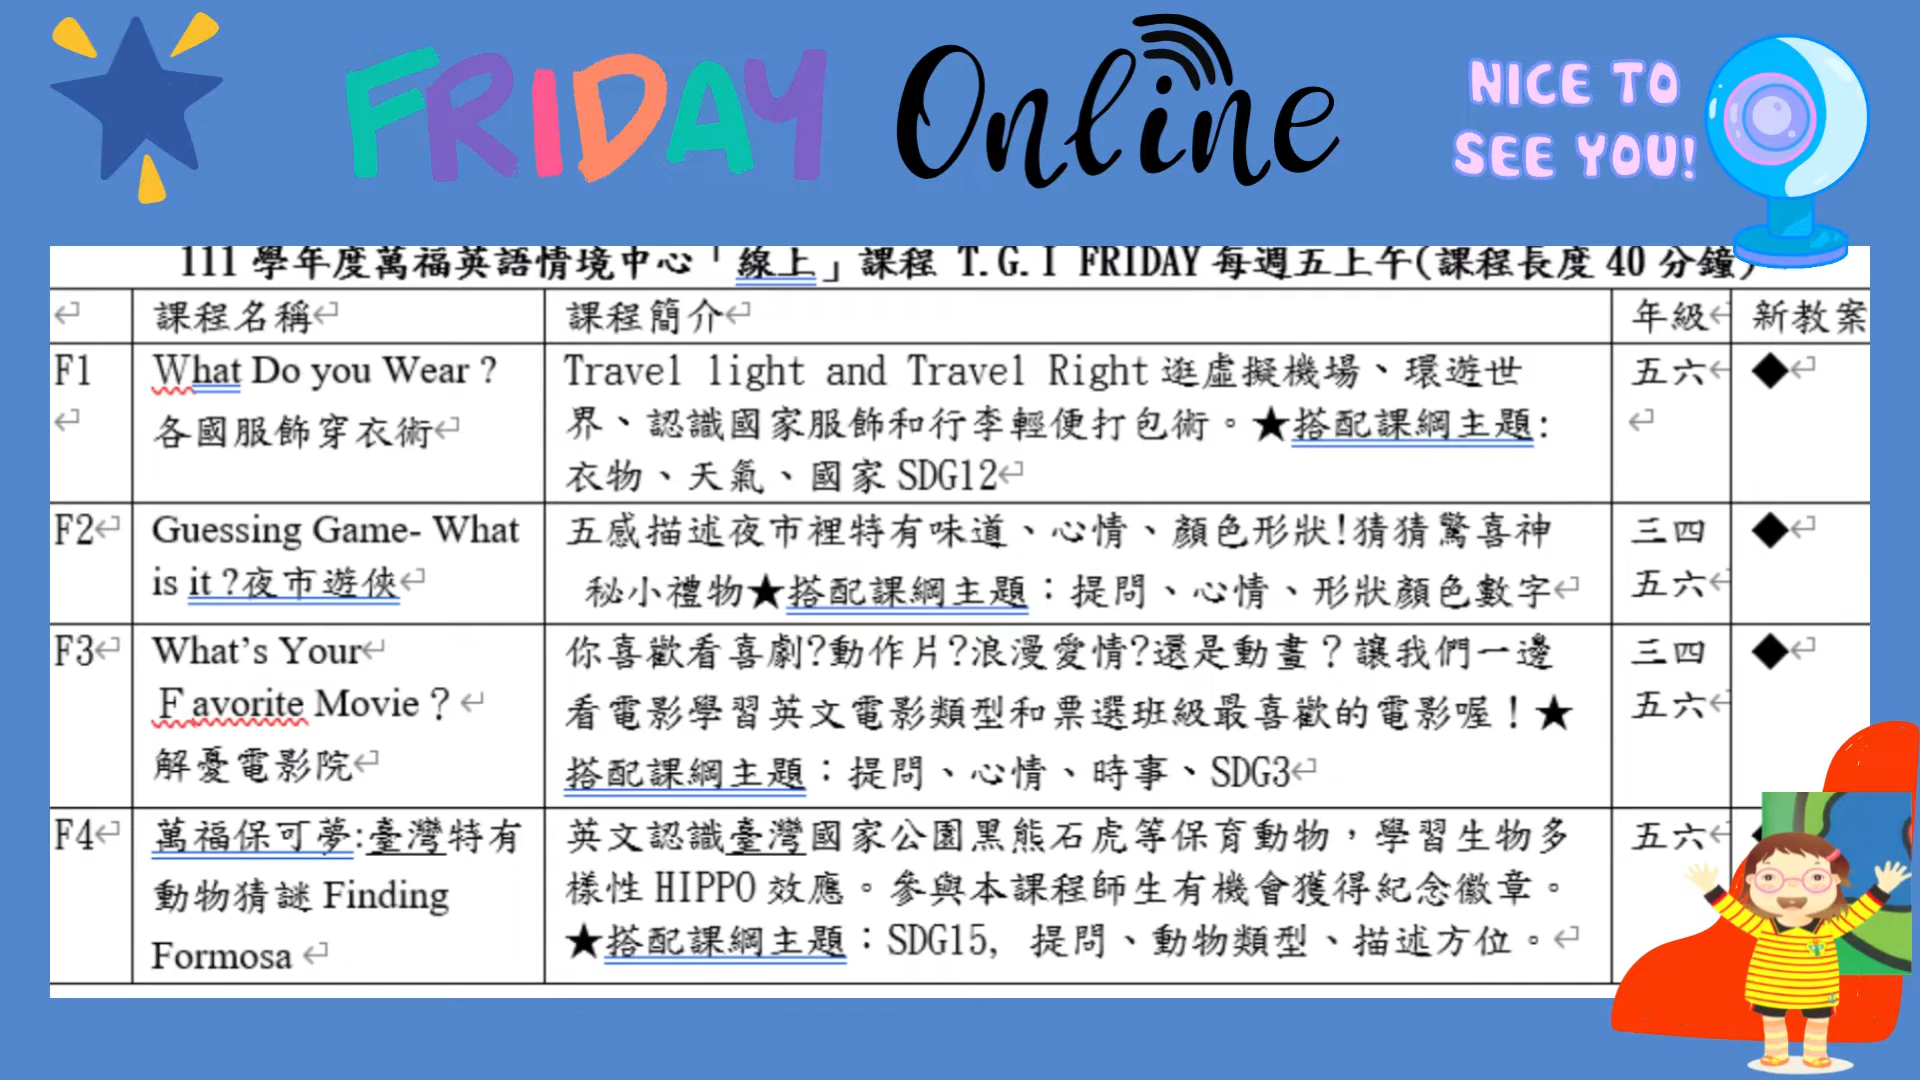 FRIDAY Online
NICE TO
SEE YOU!
111 學年度萬福英語情境中心「線上」課程 T.G.I FRIDAY 每週五上午(課程長度 40 分鐘)
課程名稱 課程簡介 年級 新教案
F1 What Do you Wear ? Travel light and Travel Right 逛虛擬機場、環遊世 五六 ◆
各國服飾穿衣術 界、認識國家服飾和行李輕便打包術。★搭配課綱主題:
衣物、天氣、國家 SDG12
F2 Guessing Game- What 五感描述夜市裡特有味道、心情、顏色形狀!猜猜驚喜神 三四 ◆
is it ?夜市遊俠 秘小禮物★搭配課綱主題：提問、心情、形狀顏色數字 五六
F3 What’s Your 你喜歡看喜劇?動作片?浪漫愛情?還是動畫？讓我們一邊 三四 ◆
Ｆavorite Movie？ 看電影學習英文電影類型和票選班級最喜歡的電影喔！★ 五六
解憂電影院 搭配課綱主題：提問、心情、時事、SDG3
F4 萬福保可夢:臺灣特有 英文認識臺灣國家公園黑熊石虎等保育動物，學習生物多 五六
動物猜謎 Finding 樣性 HIPPO 效應。參與本課程師生有機會獲得紀念徽章。
Formosa ★搭配課綱主題：SDG15, 提問、動物類型、描述方位。